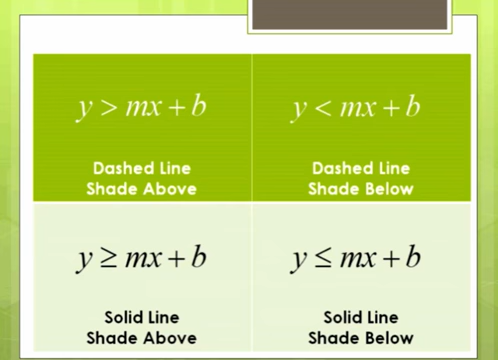 y > mx + b
y < mx + b
Dashed Line
Shade Above
Dashed Line
Shade Below
y ≥ mx + b
y ≤ mx + b
Solid Line
Shade Above
Solid Line
Shade Below